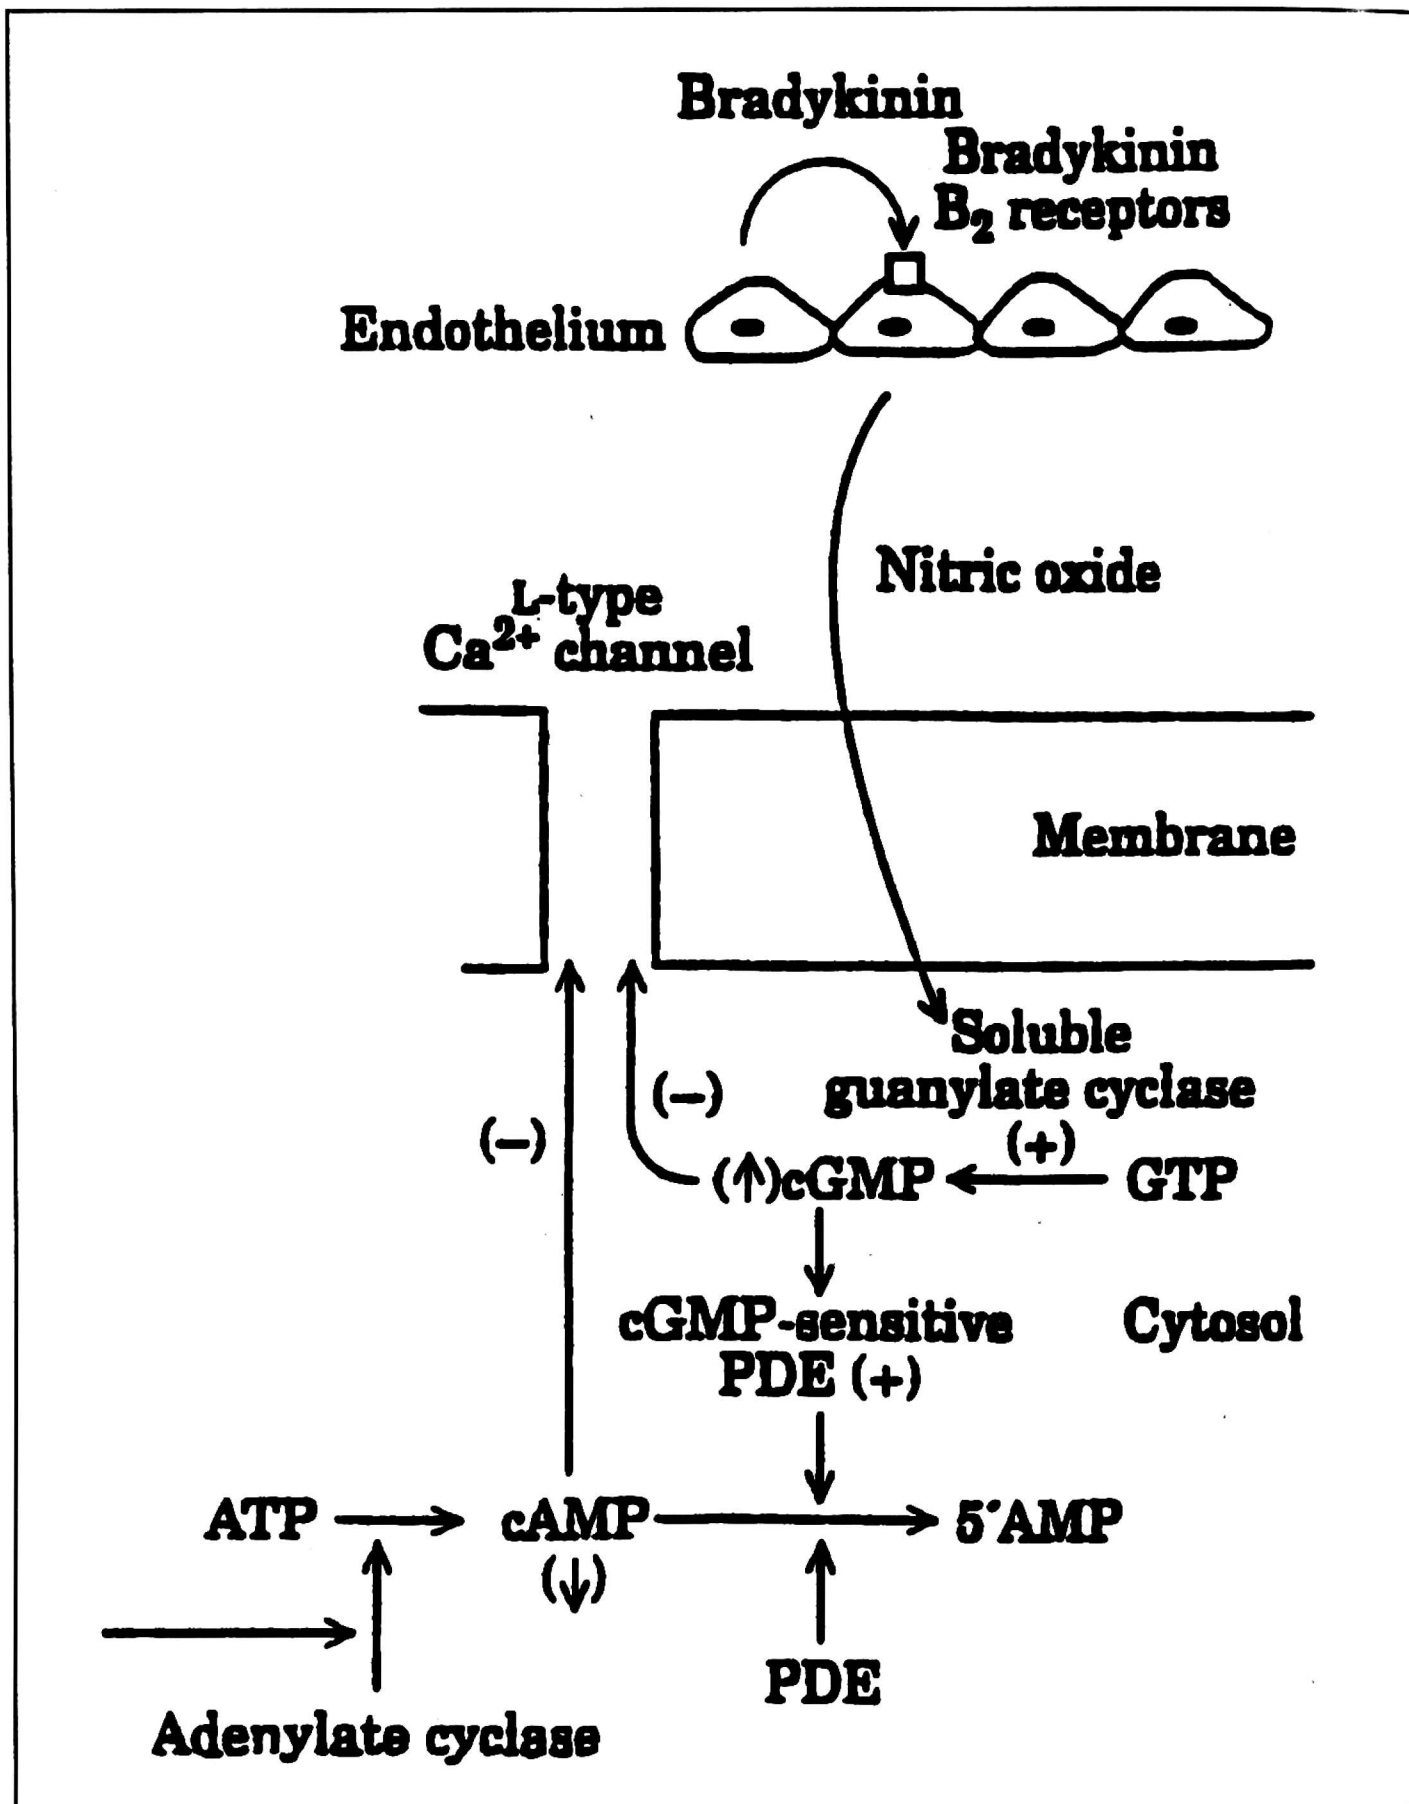 Bradykinin
Bradykinin
B₂ receptors
Endothelium
Nitric oxide
L-type
Ca²⁺ channel
Membrane
Soluble
guanylate cyclase
(−)
(+)
(−)
(↑)cGMP
GTP
cGMP-sensitive
PDE (+)
Cytosol
ATP
cAMP
5´AMP
(↓)
PDE
Adenylate cyclase